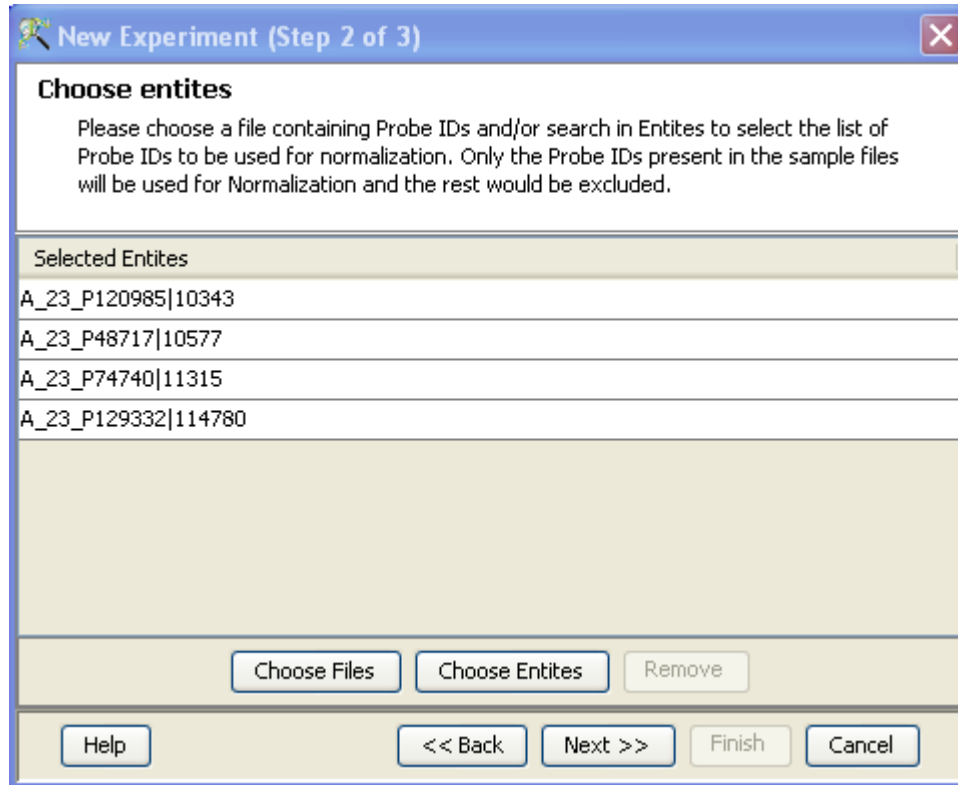 New Experiment (Step 2 of 3)
Choose entites
Please choose a file containing Probe IDs and/or search in Entites to select the list of
Probe IDs to be used for normalization. Only the Probe IDs present in the sample files
will be used for Normalization and the rest would be excluded.
Selected Entites
A_23_P120985|10343
A_23_P48717|10577
A_23_P74740|11315
A_23_P129332|114780
Choose Files Choose Entites Remove
Help << Back Next >> Finish Cancel